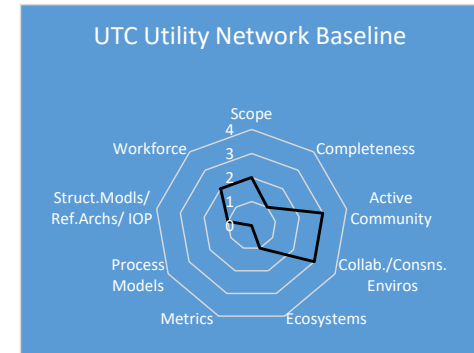 UTC Utility Network Baseline
Scope
4
3
2
1
0
Workforce
Completeness
Struct.Modls/
Ref.Archs/ IOP
Active
Community
Process
Models
Collab./Consns.
Enviros
Metrics
Ecosystems